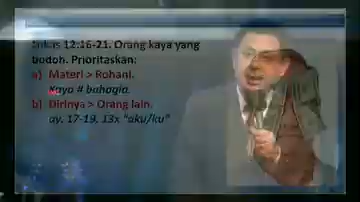 Lukas 12:16-21. Orang kaya yang
bodoh. Prioritaskan:
a) Materi > Rohani.
Kaya # bahagia.
b) Dirinya > Orang lain.
ay. 17-19, 13x "aku/ku"